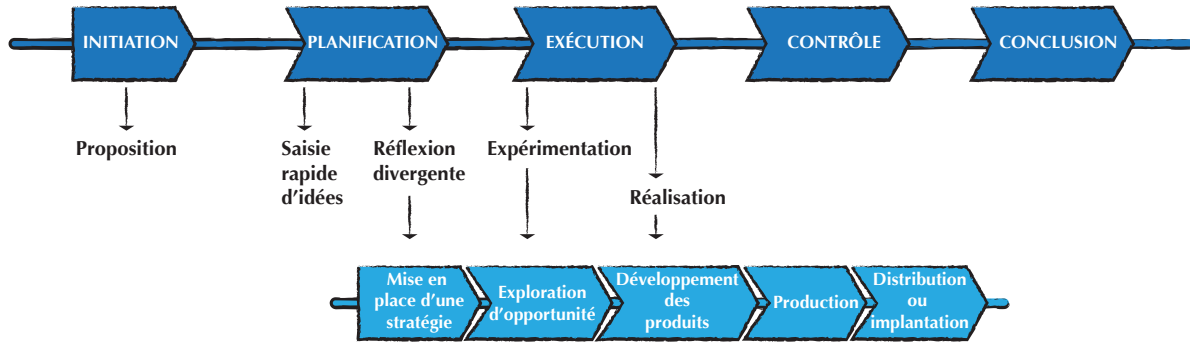 INITIATION
PLANIFICATION
EXÉCUTION
CONTRÔLE
CONCLUSION
Proposition
Saisie
rapide
d'idées
Réflexion
divergente
Expérimentation
Réalisation
Mise en
place d'une
stratégie
Exploration
d'opportunité
Développement
des
produits
Production
Distribution
ou
implantation